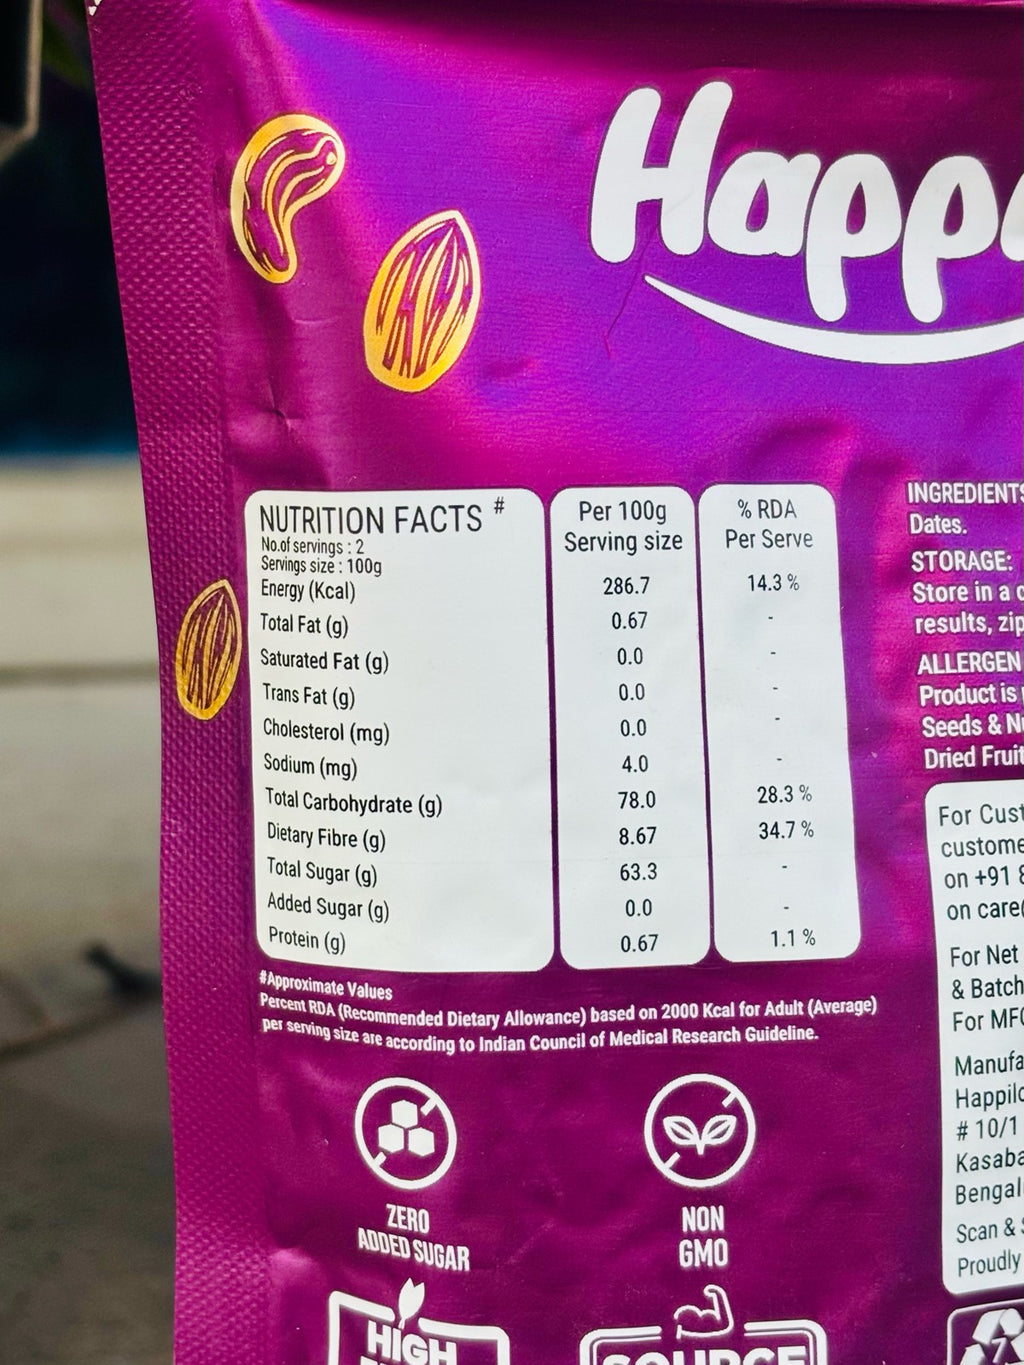 Happ
NUTRITION FACTS #
No.of servings : 2
Servings size : 100g
Per 100g
Serving size
% RDA
Per Serve
Energy (Kcal) 286.7 14.3 %
Total Fat (g) 0.67 -
Saturated Fat (g) 0.0 -
Trans Fat (g) 0.0 -
Cholesterol (mg) 0.0 -
Sodium (mg) 4.0 -
Total Carbohydrate (g) 78.0 28.3 %
Dietary Fibre (g) 8.67 34.7 %
Total Sugar (g) 63.3 -
Added Sugar (g) 0.0 -
Protein (g) 0.67 1.1 %
#Approximate Values
Percent RDA (Recommended Dietary Allowance) based on 2000 Kcal for Adult (Average)
per serving size are according to Indian Council of Medical Research Guideline.
ZERO
ADDED SUGAR
NON
GMO
HIGH
SOURCE
INGREDIENTS
Dates.
STORAGE:
Store in a
results, zip
ALLERGEN
Product is
Seeds &
Dried Fruit
For Cust
custome
on +91 8
on care
For Net
& Batch
For MF
Manufa
Happilo
# 10/1
Kasaba
Bengal
Scan &
Proudly